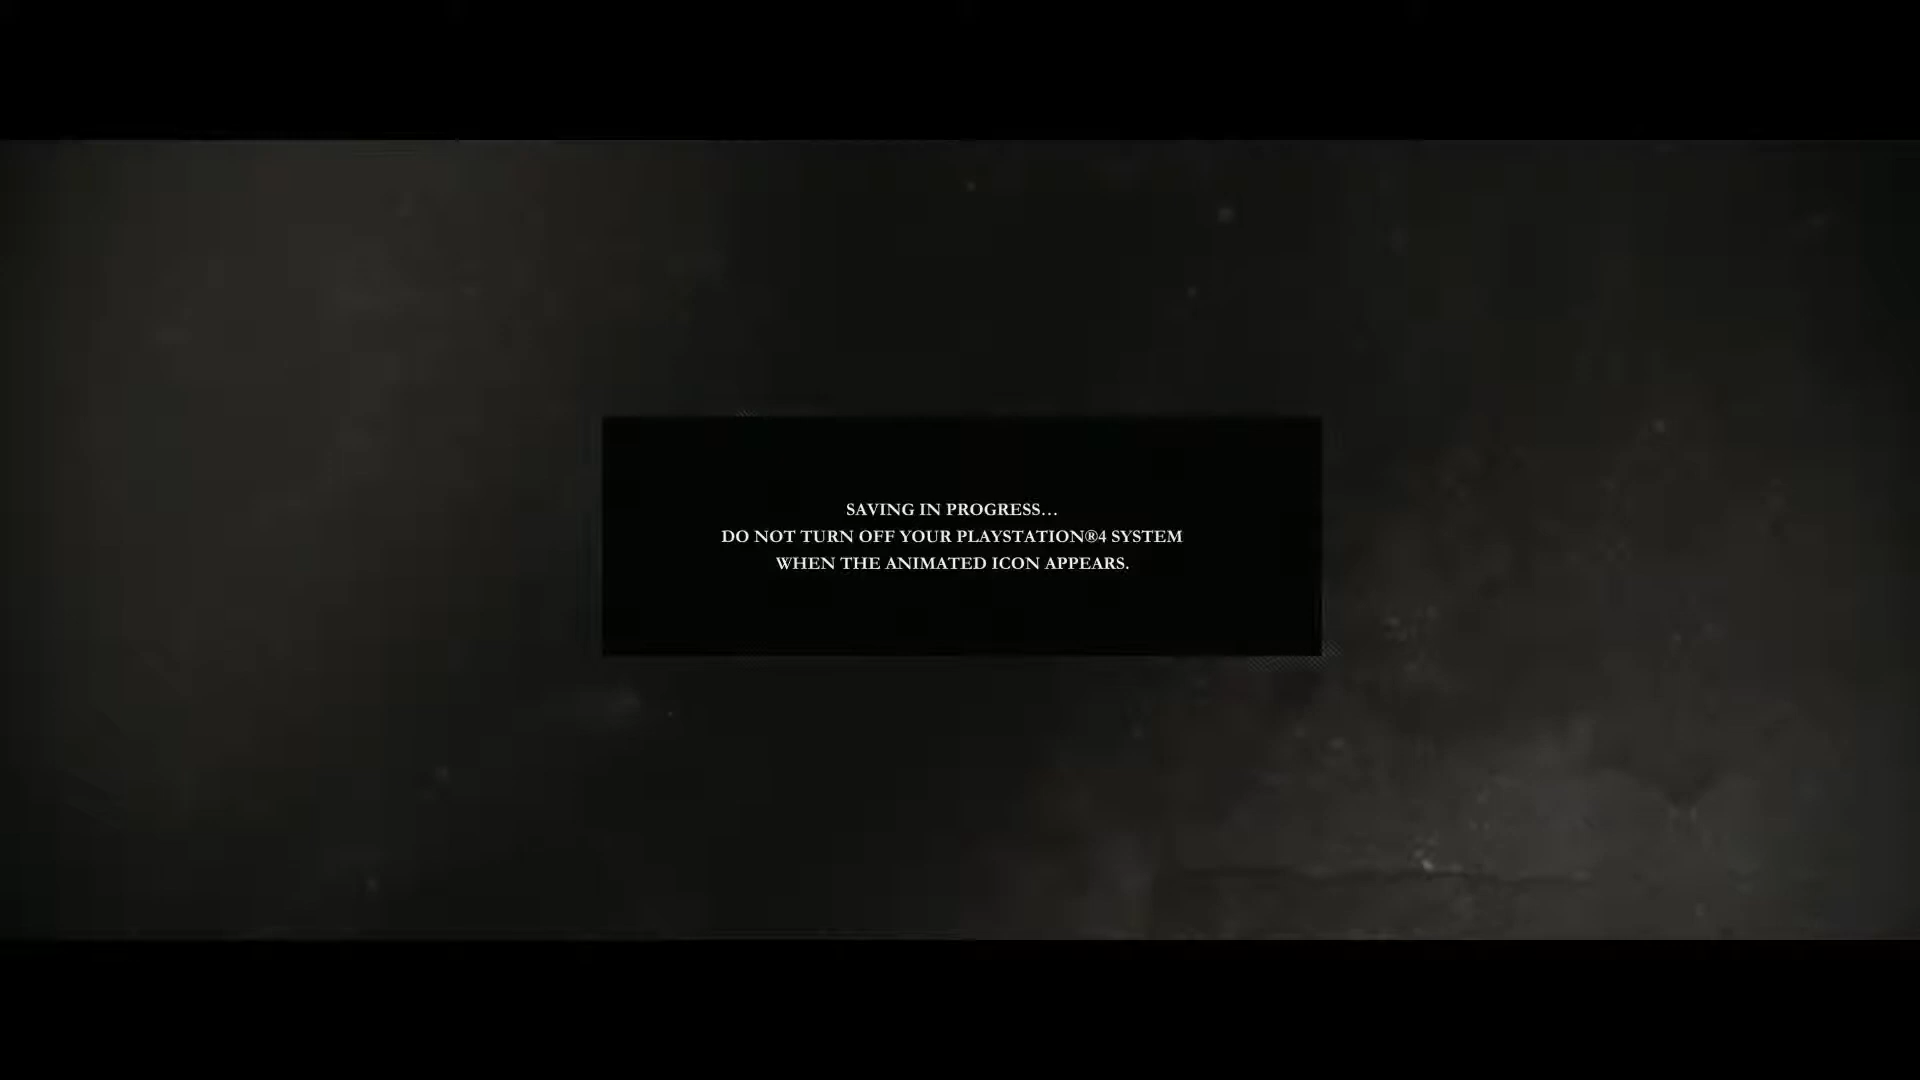 SAVING IN PROGRESS...
DO NOT TURN OFF YOUR PLAYSTATION®4 SYSTEM
WHEN THE ANIMATED ICON APPEARS.